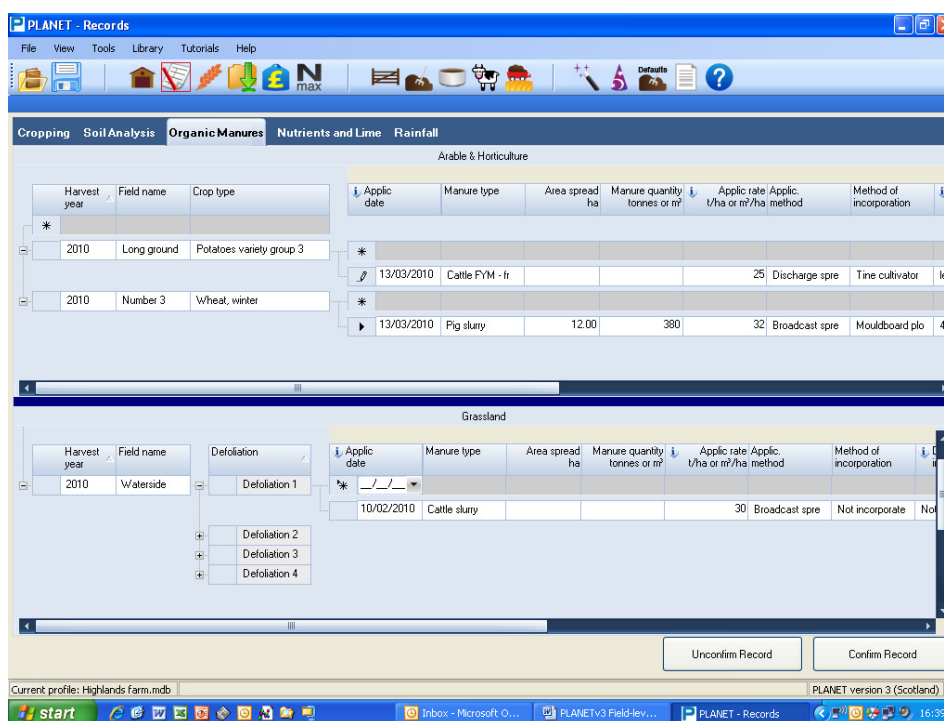 PLANET - Records
File View Tools Library Tutorials Help
N max Defaults
Cropping Soil Analysis Organic Manures Nutrients and Lime Rainfall
Arable & Horticulture
Harvest year Field name Crop type Applic date Manure type Area spread ha Manure quantity tonnes or m³ Applic rate t/ha or m³/ha Applic. method Method of incorporation
2010 Long ground Potatoes variety group 3
13/03/2010 Cattle FYM - fr 25 Discharge spre Tine cultivator
2010 Number 3 Wheat, winter
13/03/2010 Pig slurry 12.00 380 32 Broadcast spre Mouldboard plo 4
Grassland
Harvest year Field name Defoliation Applic date Manure type Area spread ha Manure quantity tonnes or m³ Applic rate t/ha or m³/ha Applic. method Method of incorporation
2010 Waterside Defoliation 1 __/__/__
10/02/2010 Cattle slurry 30 Broadcast spre Not incorporate Not
Defoliation 2
Defoliation 3
Defoliation 4
Unconfirm Record Confirm Record
Current profile: Highlands farm.mdb PLANET version 3 (Scotland)
start Inbox - Microsoft O... PLANETv3 Field-lev... PLANET - Records